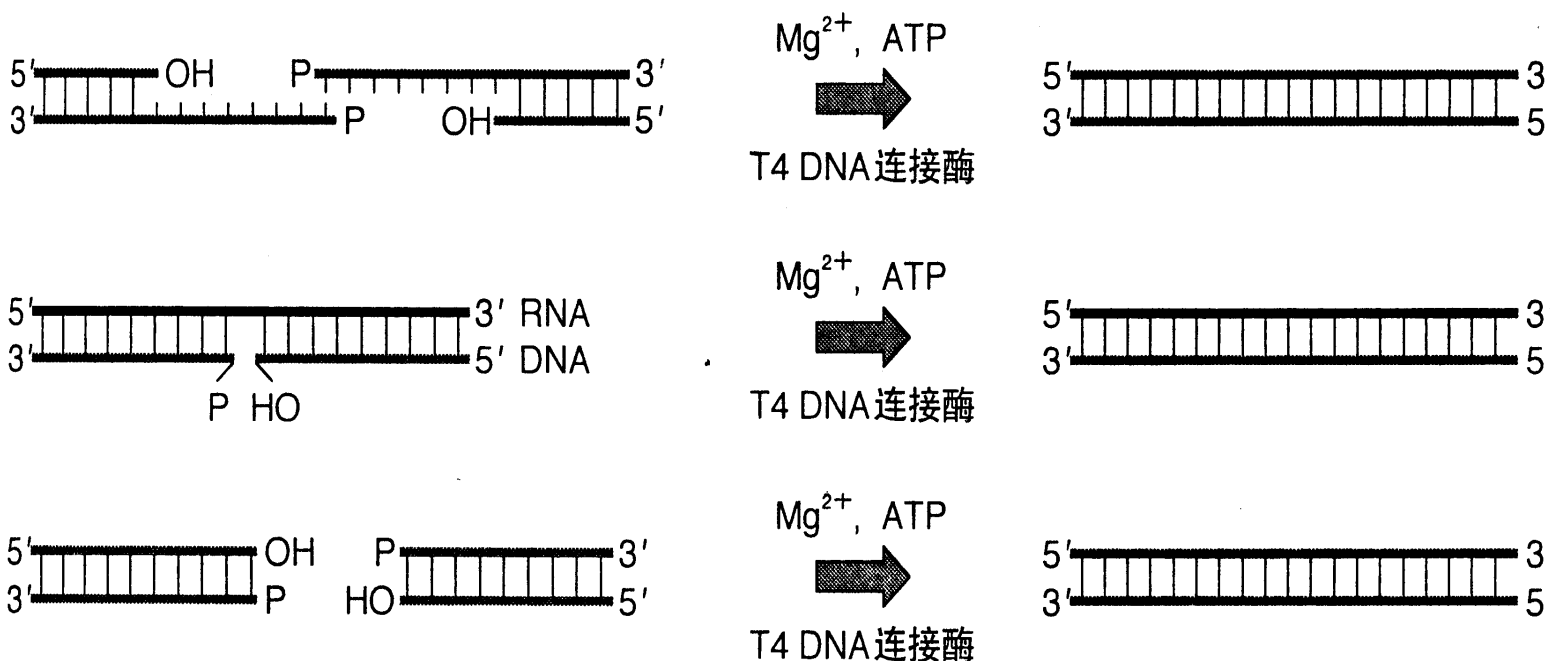 Mg²⁺, ATP
5′ OH P 3′ 5′ 3
3′ P OH 5′ 3′ 5
T4 DNA连接酶
Mg²⁺, ATP
5′ 3′ RNA 5′ 3
3′ 5′ DNA 3′ 5
P HO T4 DNA连接酶
Mg²⁺, ATP
5′ OH P 3′ 5′ 3
3′ P HO 5′ 3′ 5
T4 DNA连接酶